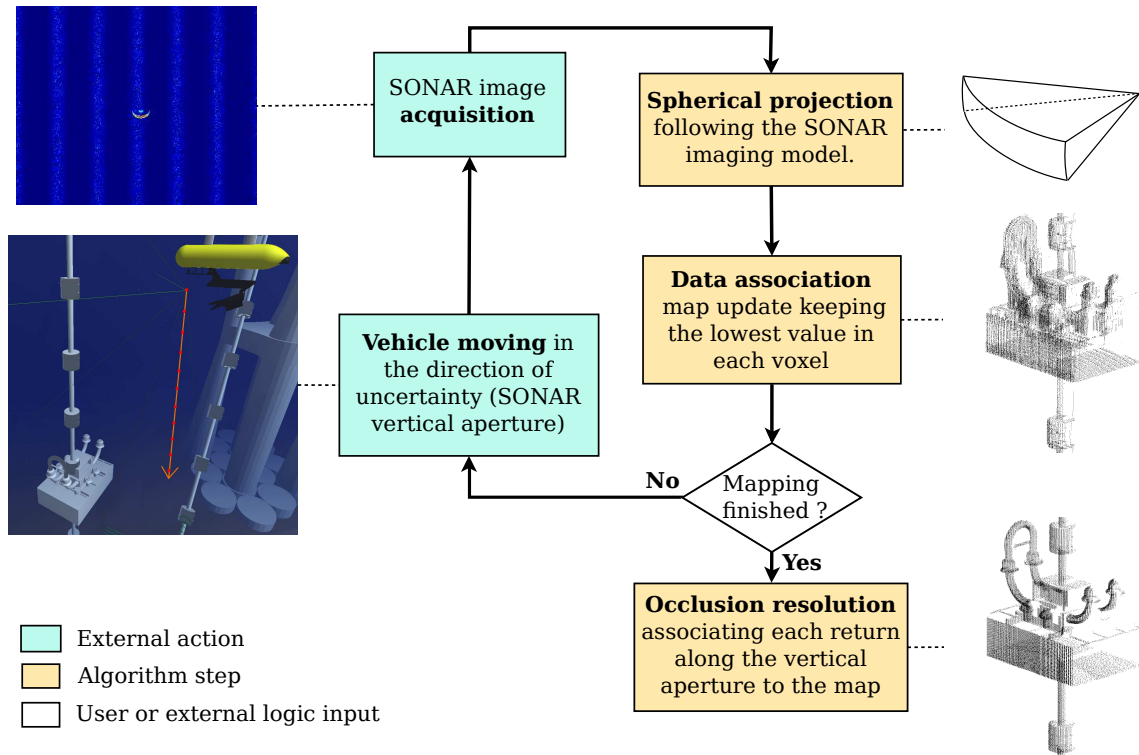 SONAR image
acquisition
Spherical projection
following the SONAR
imaging model.
Data association
map update keeping
the lowest value in
each voxel
Vehicle moving in
the direction of
uncertainty (SONAR
vertical aperture)
No
Mapping
finished ?
Yes
Occlusion resolution
associating each return
along the vertical
aperture to the map
External action
Algorithm step
User or external logic input